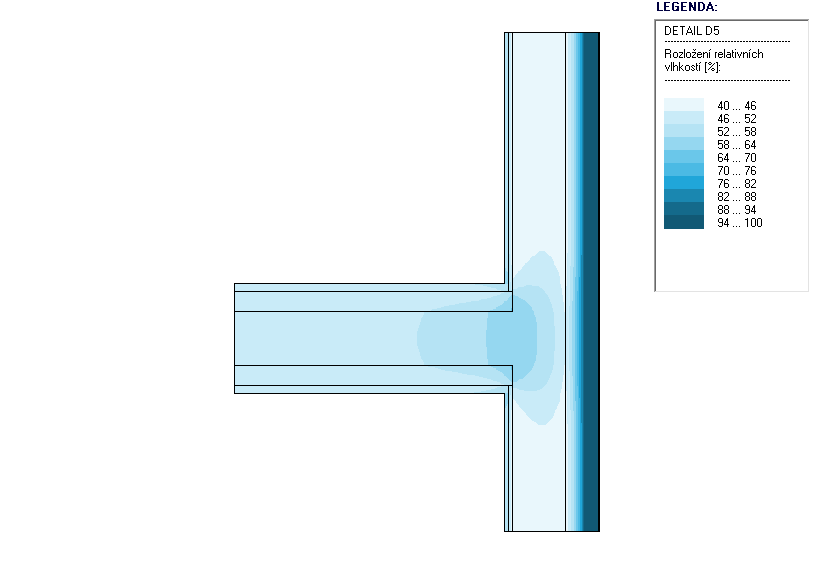 LEGENDA:
DETAIL D5
Rozložení relativních
vlhkostí [%]:
40 ... 46
46 ... 52
52 ... 58
58 ... 64
64 ... 70
70 ... 76
76 ... 82
82 ... 88
88 ... 94
94 ... 100